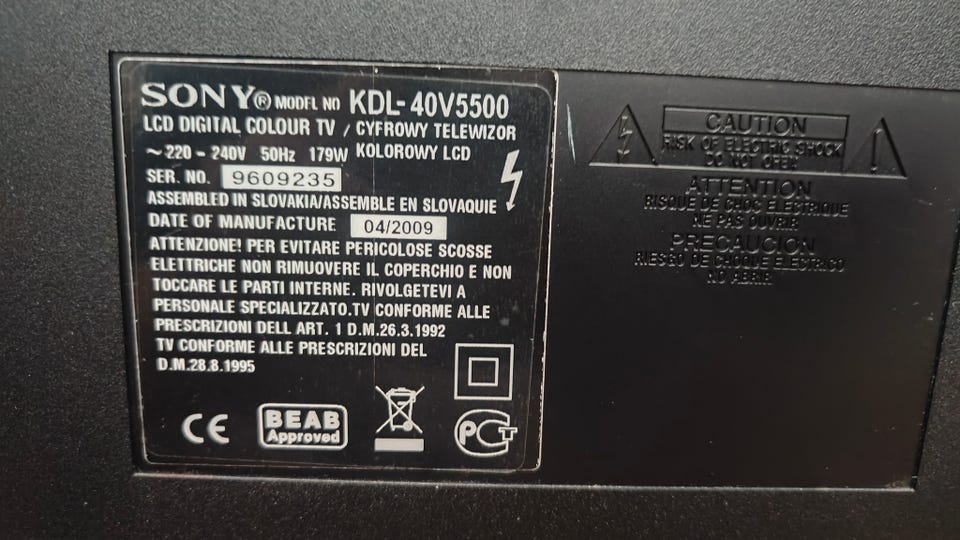 SONY® MODEL NO KDL-40V5500
LCD DIGITAL COLOUR TV / CYFROWY TELEWIZOR
~220 - 240V 50Hz 179W KOLOROWY LCD
SER. NO. 9609235
ASSEMBLED IN SLOVAKIA/ASSEMBLE EN SLOVAQUIE
DATE OF MANUFACTURE 04/2009
ATTENZIONE! PER EVITARE PERICOLOSE SCOSSE
ELETTRICHE NON RIMUOVERE IL COPERCHIO E NON
TOCCARE LE PARTI INTERNE. RIVOLGETEVI A
PERSONALE SPECIALIZZATO.TV CONFORME ALLE
PRESCRIZIONI DELL ART. 1 D.M.26.3.1992
TV CONFORME ALLE PRESCRIZIONI DEL
D.M.28.8.1995
CE
BEAB
Approved
PCT
CAUTION
RISK OF ELECTRIC SHOCK
DO NOT OPEN
ATTENTION
RISQUE DE CHOC ELECTRIQUE
NE PAS OUVRIR
PRECAUCION
RIESGO DE CHOQUE ELECTRICO
NO ABRIR